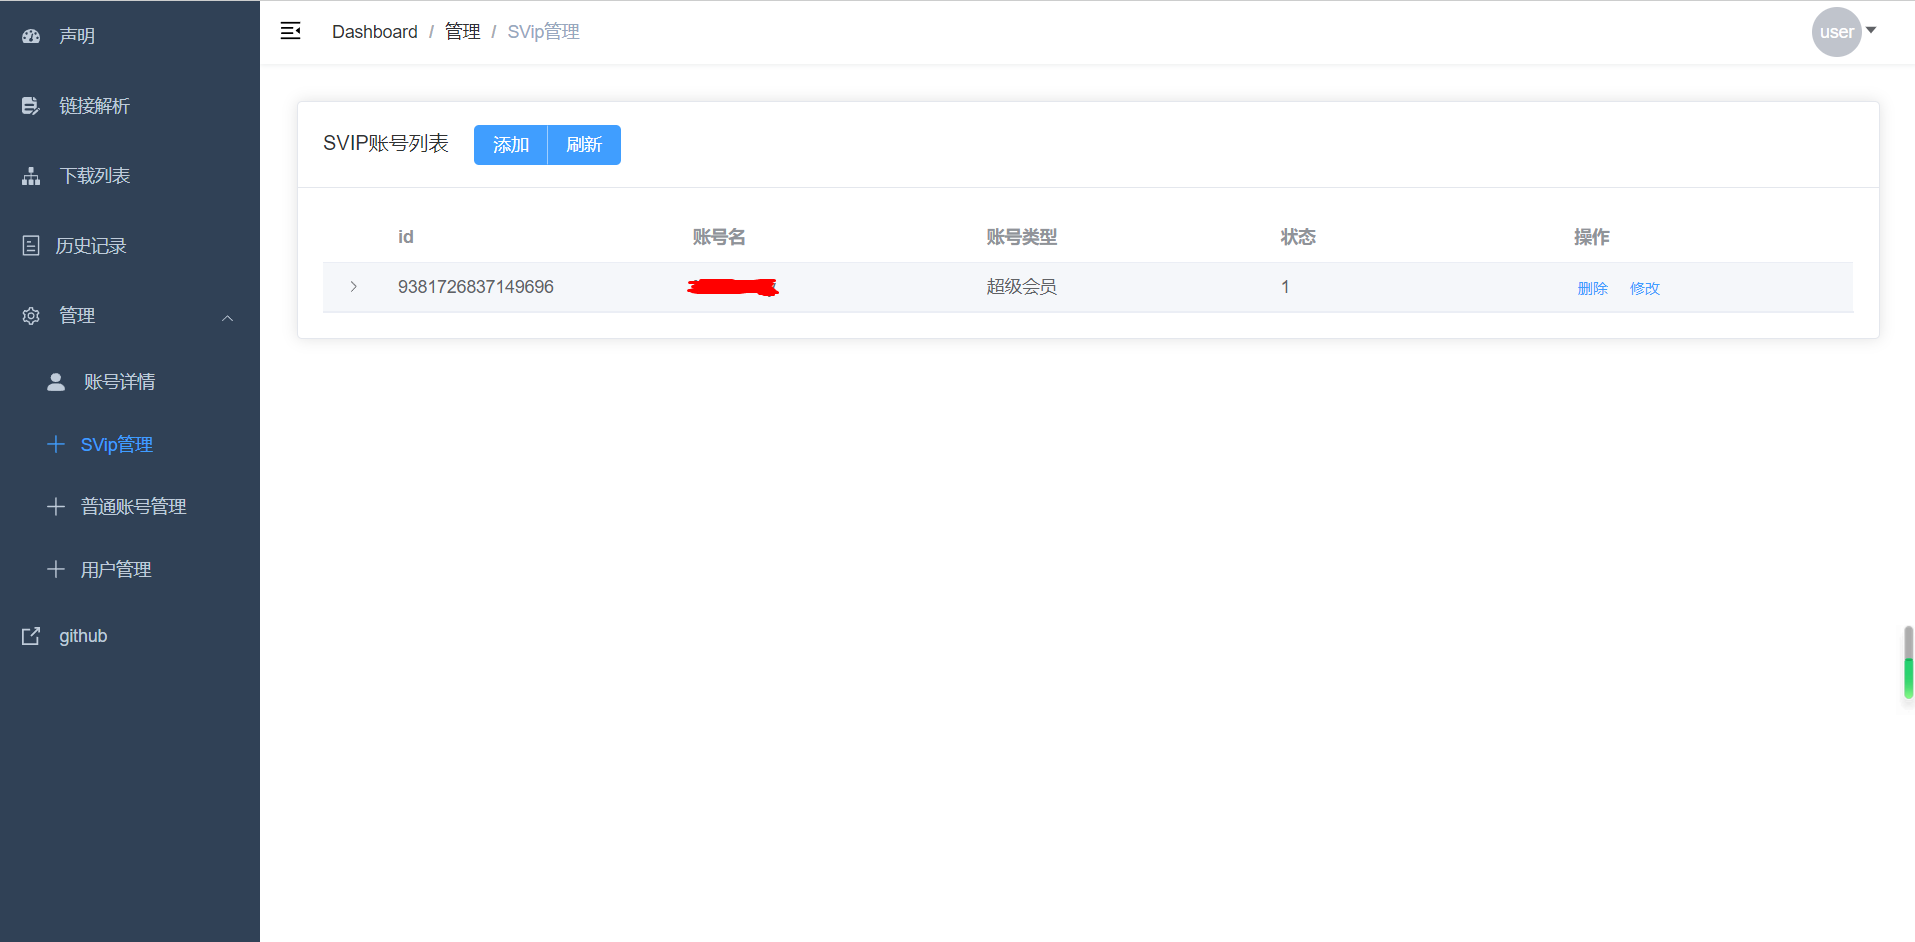 声明
链接解析
下载列表
历史记录
管理
账号详情
SVip管理
普通账号管理
用户管理
github
Dashboard / 管理 / SVip管理
user
SVIP账号列表 添加 刷新
id 账号名 账号类型 状态 操作
9381726837149696 超级会员 1 删除 修改